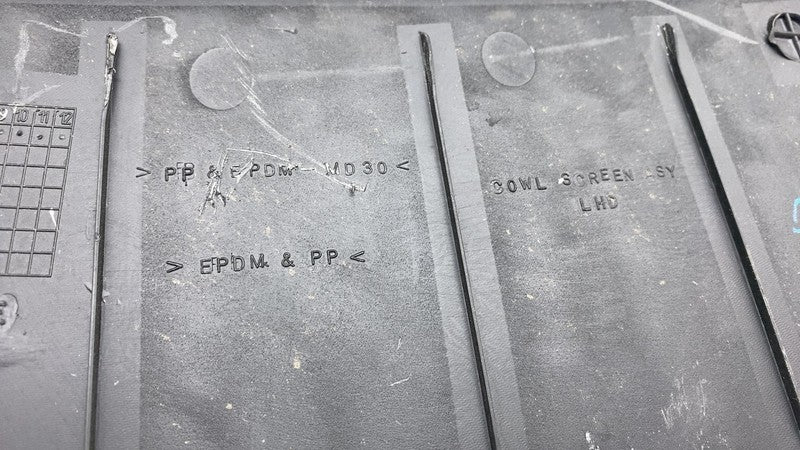 10 11 12
> PP & EPDM - MD30 <
COWL SCREEN ASY
LHD
> EPDM & PP <